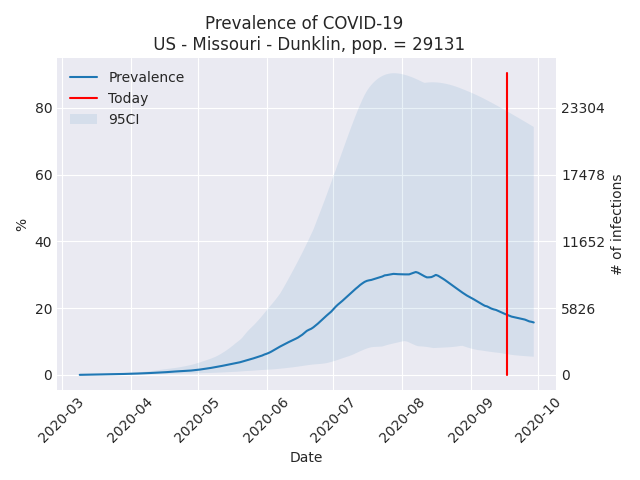 Prevalence of COVID-19
US - Missouri - Dunklin, pop. = 29131
Prevalence
Today
95CI
%
80
60
40
20
0
23304
17478
11652
5826
0
# of infections
2020-03
2020-04
2020-05
2020-06
2020-07
2020-08
2020-09
2020-10
Date